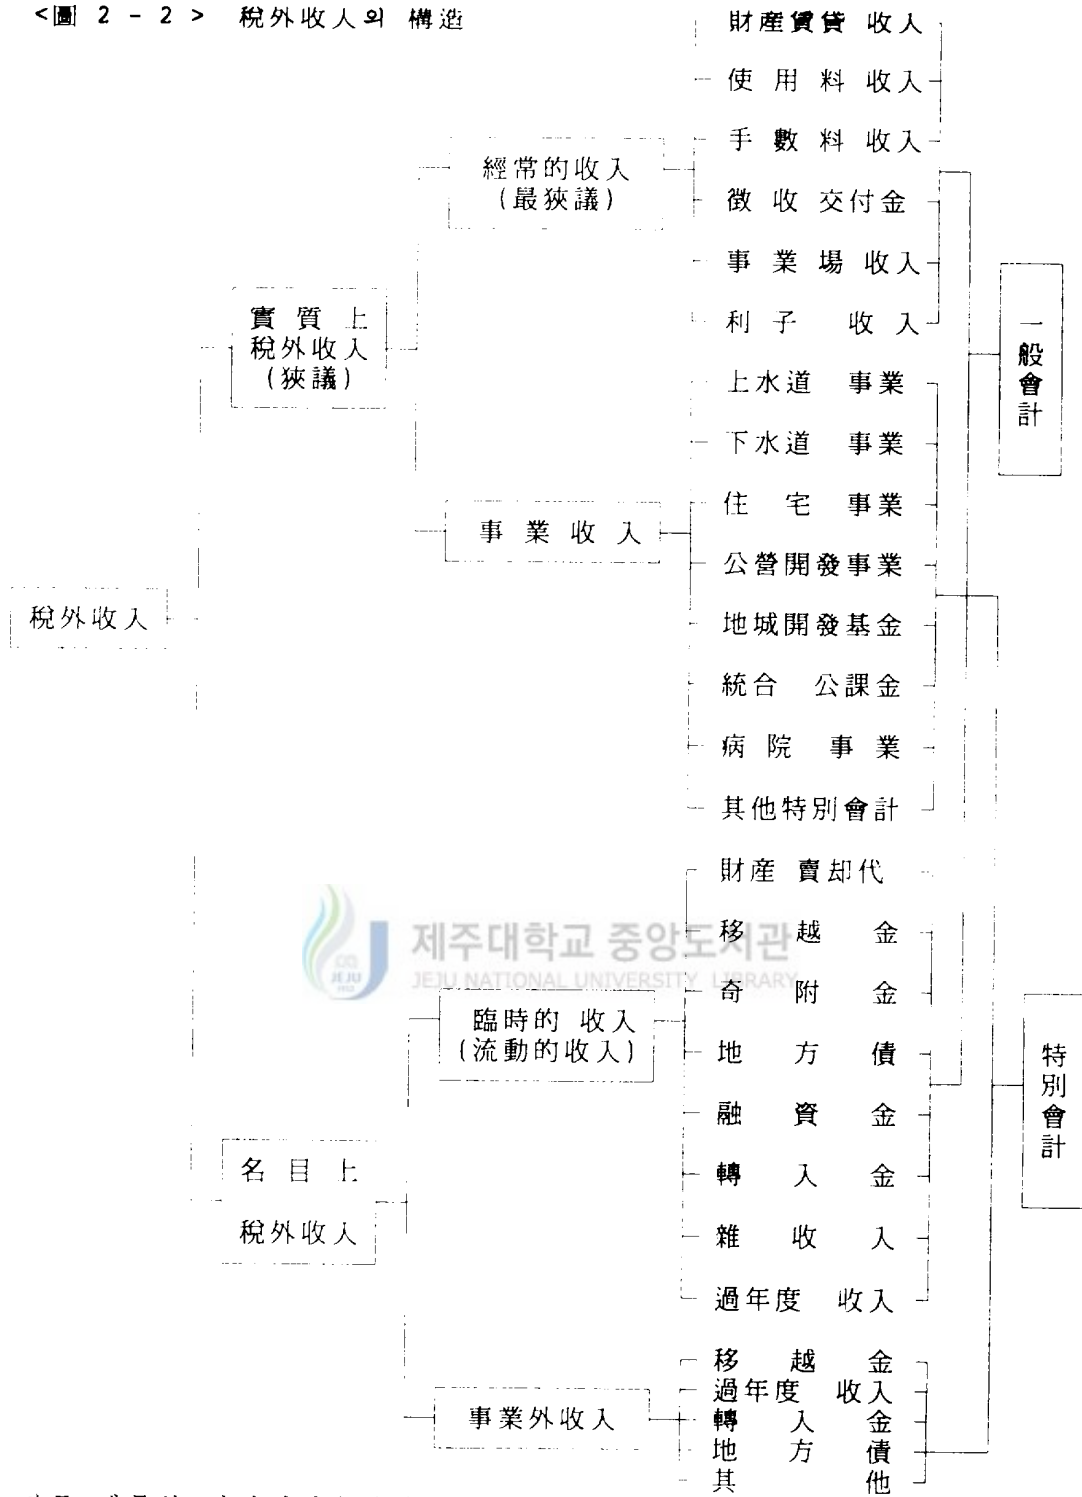 <圖 2 - 2 > 稅外收入의 構造
財産賃貸 收入
使用料 收入
手數料 收入
經常的收入
(最狹議)
徵收 交付金
事業場 收入
利子 收入
實質上
稅外收入
(狹議)
一般會計
上水道 事業
下水道 事業
住宅 事業
事業收入
公營開發事業
稅外收入
地城開發基金
統合 公課金
病院 事業
其他特別會計
財産 賣却代
제주대학교 중앙도서관
JEJU NATIONAL UNIVERSITY LIBRARY
JEJU
1952
移越金
奇附金
臨時的 收入
(流動的收入)
地方債
融資金
轉入金
特別會計
名目上
稅外收入
雜收入
過年度 收入
移越金
過年度 收入
事業外收入
轉入金
地方債
其他